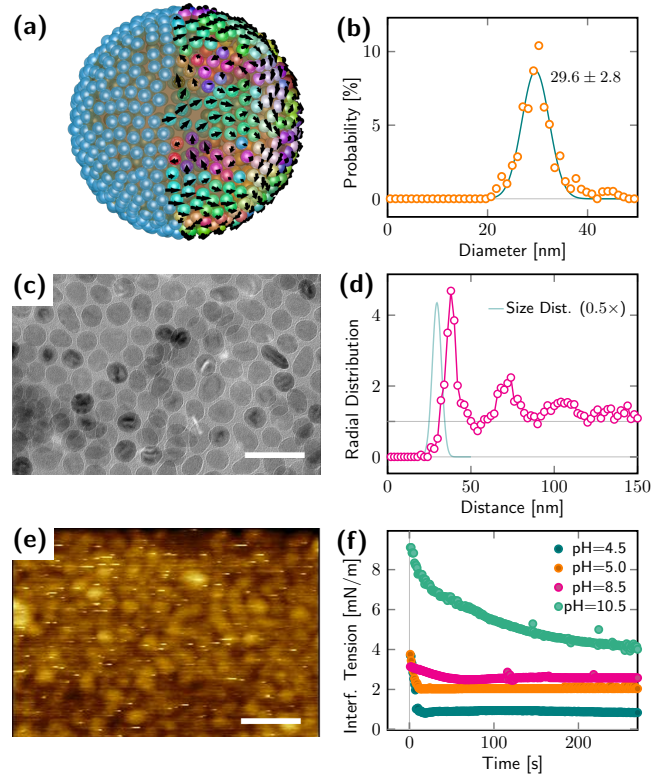 (a)
(b)
10
5
0
Probability [%]
29.6 ± 2.8
0
20
40
Diameter [nm]
(c)
(d)
4
2
0
Radial Distribution
Size Dist. (0.5×)
0
50
100
150
Distance [nm]
(e)
(f)
8
6
4
2
0
Interf. Tension [mN/m]
pH=4.5
pH=5.0
pH=8.5
pH=10.5
0
100
200
Time [s]